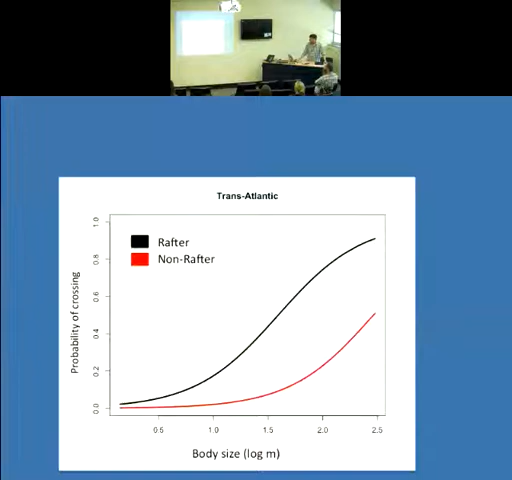 Trans-Atlantic
Rafter
Non-Rafter
Probability of crossing
0.0
0.2
0.4
0.6
0.8
1.0
0.5
1.0
1.5
2.0
2.5
Body size (log m)